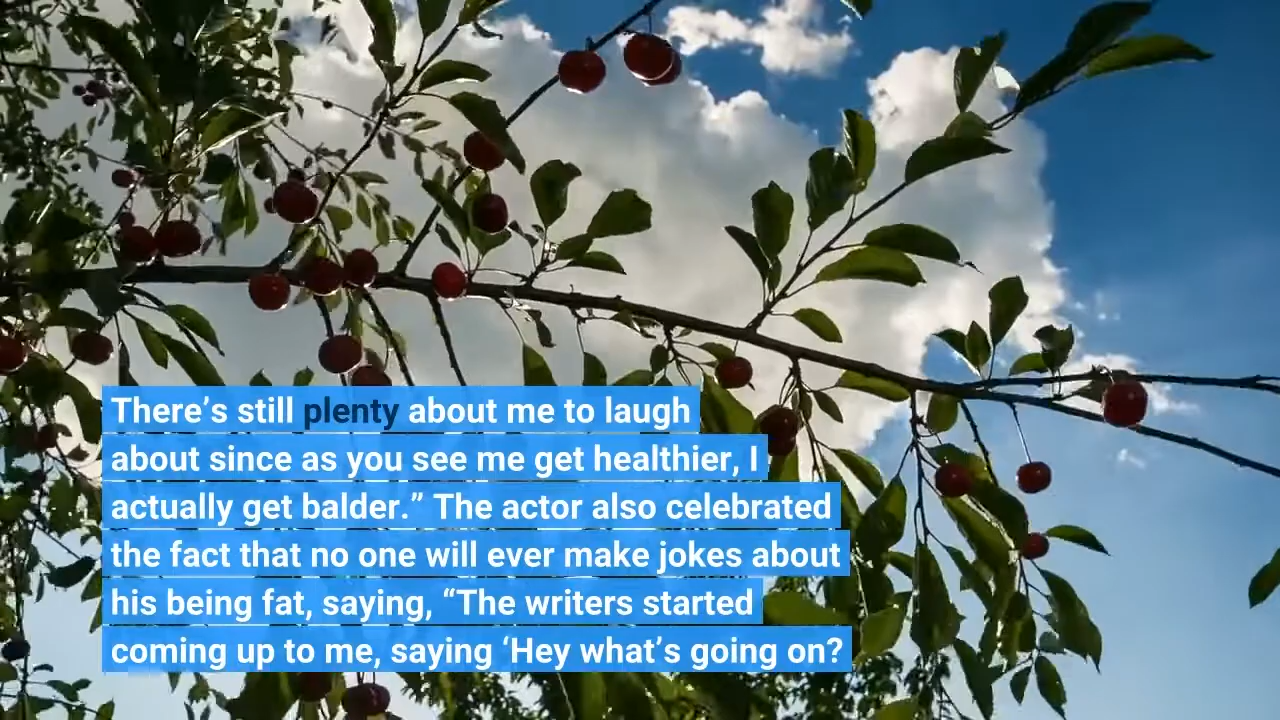 There’s still plenty about me to laugh
about since as you see me get healthier, I
actually get balder.” The actor also celebrated
the fact that no one will ever make jokes about
his being fat, saying, “The writers started
coming up to me, saying ‘Hey what’s going on?